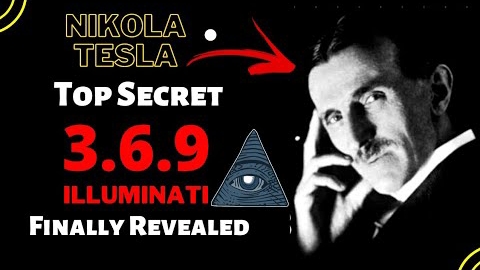 NIKOLA
TESLA
TOP SECRET
3.6.9
ILLUMINATI
FINALLY REVEALED